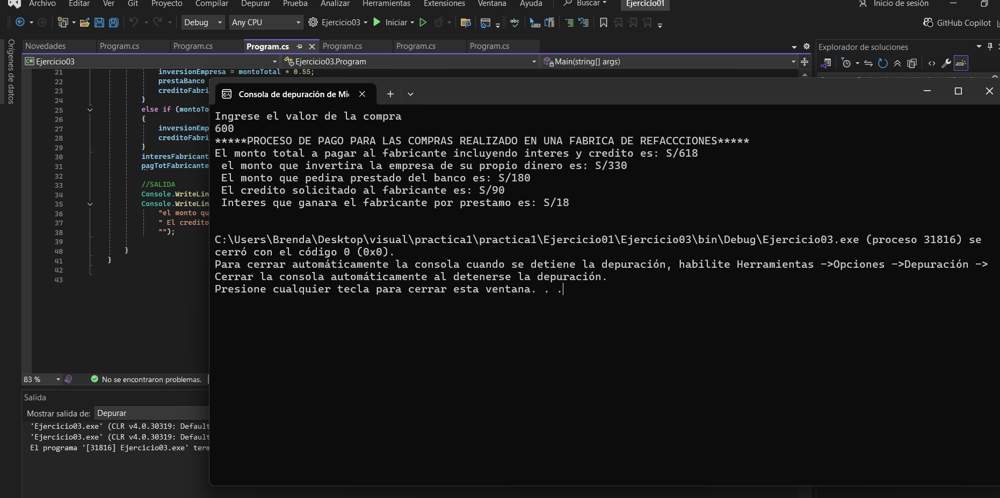 Archivo Editar Ver Git Proyecto Compilar Depurar Prueba Analizar Herramientas Extensiones Ventana Ayuda Buscar Ejercicio01 Inicio de sesión
Debug Any CPU Ejercicio03 Iniciar abc GitHub Copilot
Orígenes de datos
Novedades Program.cs Program.cs Program.cs Program.cs Program.cs Program.cs
Explorador de soluciones
C# Ejercicio03 Ejercicio03.Program Main(string[] args)
21 inversionEmpresa = montoTotal * 0.55;
22 prestaBanco
23 creditoFabri
24 }
25 else if (montoTo
26 {
27 inversionEmp
28 creditoFabri
29 }
30 interesFabricant
31 pagTotFabricante
32
33 //SALIDA
34 Console.WriteLin
35 Console.WriteLin
36 "el monto qu
37 " El credito
38 "");
39
40 }
41 }
42
43
Consola de depuración de Mi
Ingrese el valor de la compra
600
*****PROCESO DE PAGO PARA LAS COMPRAS REALIZADO EN UNA FABRICA DE REFACCCIONES*****
El monto total a pagar al fabricante incluyendo interes y credito es: S/618
el monto que invertira la empresa de su propio dinero es: S/330
El monto que pedira prestado del banco es: S/180
El credito solicitado al fabricante es: S/90
Interes que ganara el fabricante por prestamo es: S/18
C:\Users\Brenda\Desktop\visual\practica1\practica1\Ejercicio01\Ejercicio03\bin\Debug\Ejercicio03.exe (proceso 31816) se
cerró con el código 0 (0x0).
Para cerrar automáticamente la consola cuando se detiene la depuración, habilite Herramientas ->Opciones ->Depuración ->
Cerrar la consola automáticamente al detenerse la depuración.
Presione cualquier tecla para cerrar esta ventana. . .
83 % No se encontraron problemas.
Salida
Mostrar salida de: Depurar
'Ejercicio03.exe' (CLR v4.0.30319: Default
'Ejercicio03.exe' (CLR v4.0.30319: Default
El programa '[31816] Ejercicio03.exe' term